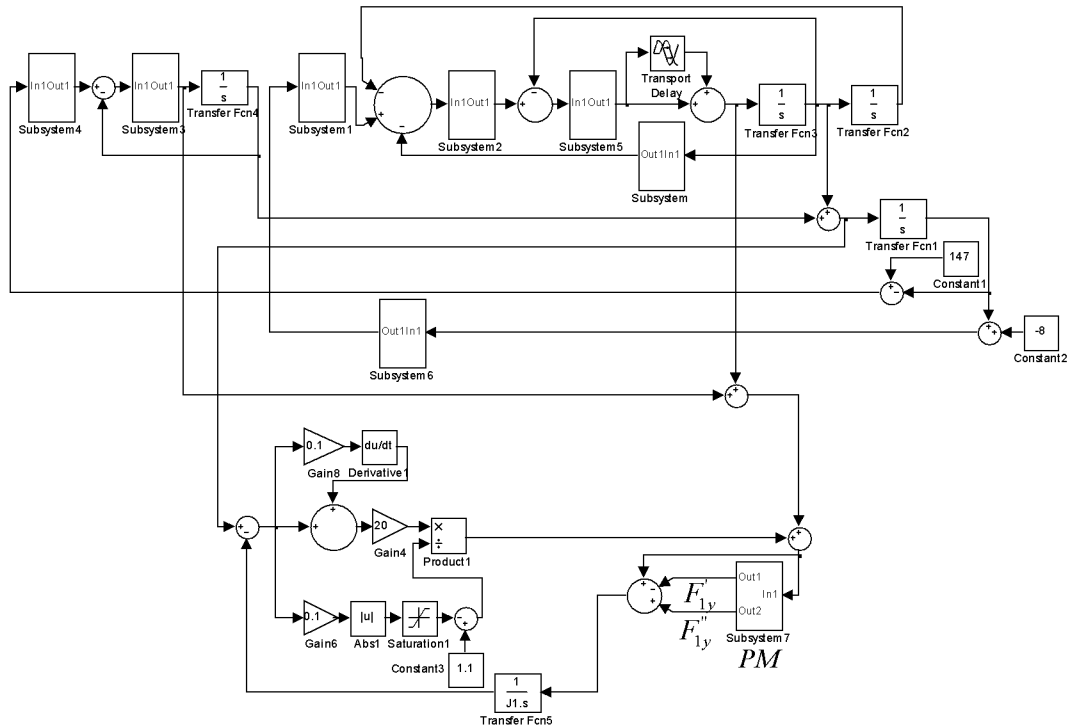 In1Out1
Subsystem4
In1Out1
Subsystem3
1
s
Transfer Fcn4
In1Out1
Subsystem1
In1Out1
Subsystem2
In1Out1
Subsystem5
Transport
Delay
1
s
Transfer Fcn3
1
s
Transfer Fcn2
Out1In1
Subsystem
1
s
Transfer Fcn1
147
Constant1
-8
Constant2
Out1In1
Subsystem6
0.1
Gain8
du/dt
Derivative1
20
Gain4
×
÷
Product1
0.1
Gain6
|u|
Abs1
Saturation1
1.1
Constant3
1
J1.s
Transfer Fcn5
Out1
In1
Out2
Subsystem7
F'1y
F"1y
PM